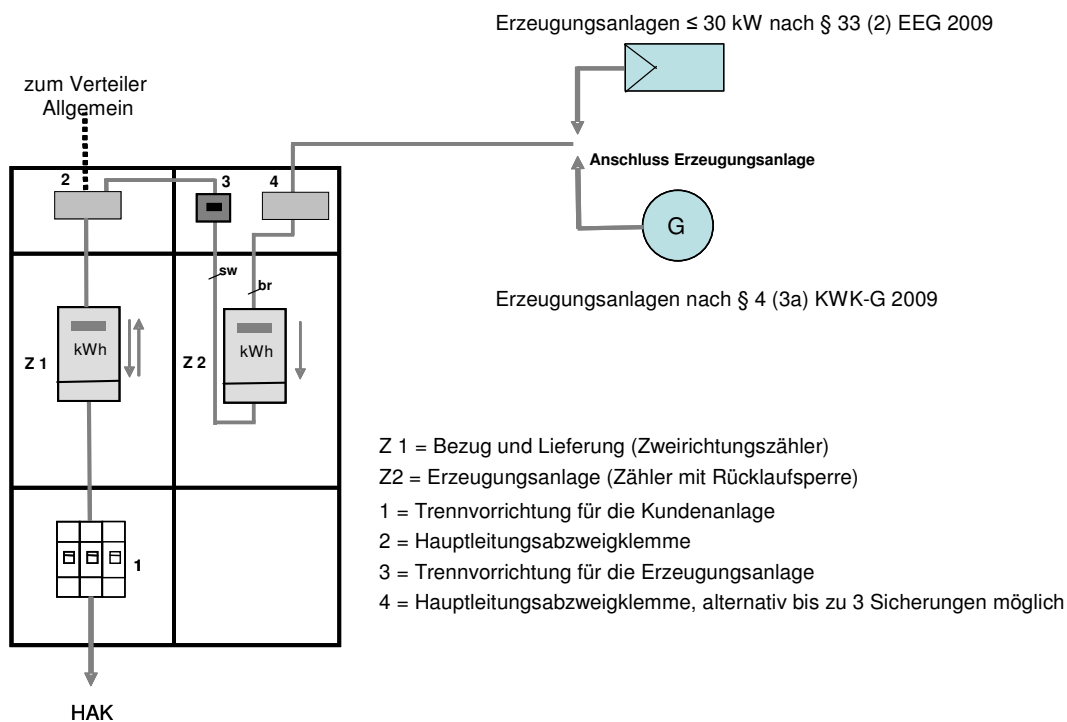 Erzeugungsanlagen ≤ 30 kW nach § 33 (2) EEG 2009
zum Verteiler
Allgemein
Anschluss Erzeugungsanlage
2
3
4
G
sw
br
Erzeugungsanlagen nach § 4 (3a) KWK-G 2009
kWh
kWh
Z 1
Z 2
Z 1 = Bezug und Lieferung (Zweirichtungszähler)
Z2 = Erzeugungsanlage (Zähler mit Rücklaufsperre)
1 = Trennvorrichtung für die Kundenanlage
2 = Hauptleitungsabzweigklemme
3 = Trennvorrichtung für die Erzeugungsanlage
4 = Hauptleitungsabzweigklemme, alternativ bis zu 3 Sicherungen möglich
1
HAK